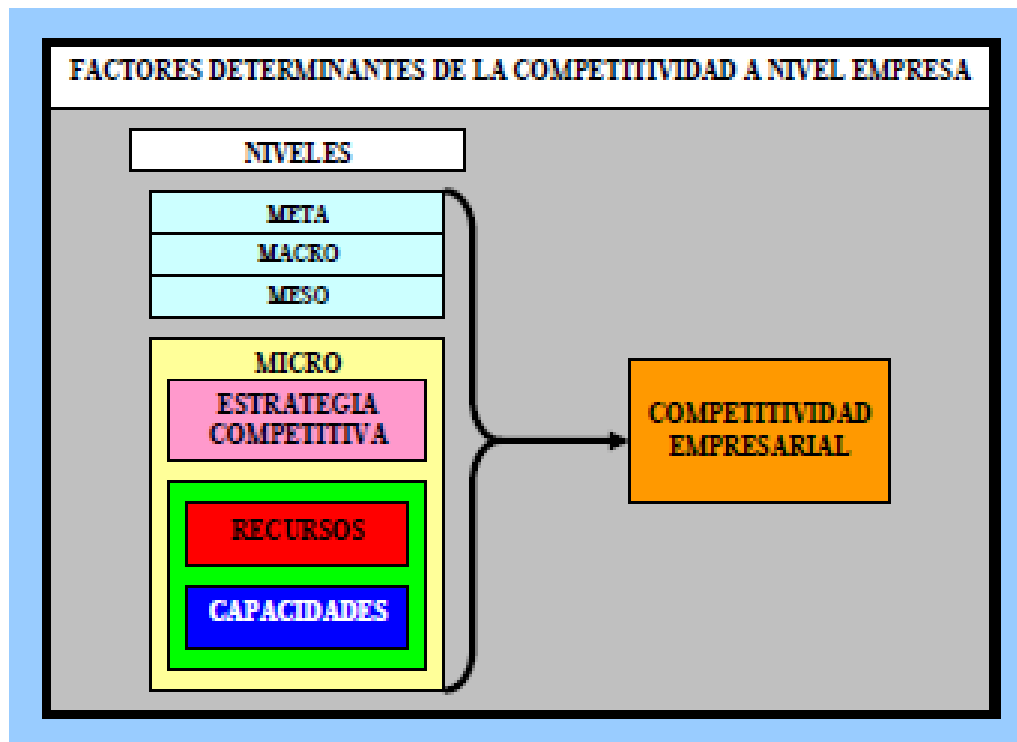 FACTORES DETERMINANTES DE LA COMPETITIVIDAD A NIVEL EMPRESA
NIVELES
META
MACRO
MESO
MICRO
ESTRATEGIA
COMPETITIVA
RECURSOS
CAPACIDADES
COMPETITIVIDAD
EMPRESARIAL